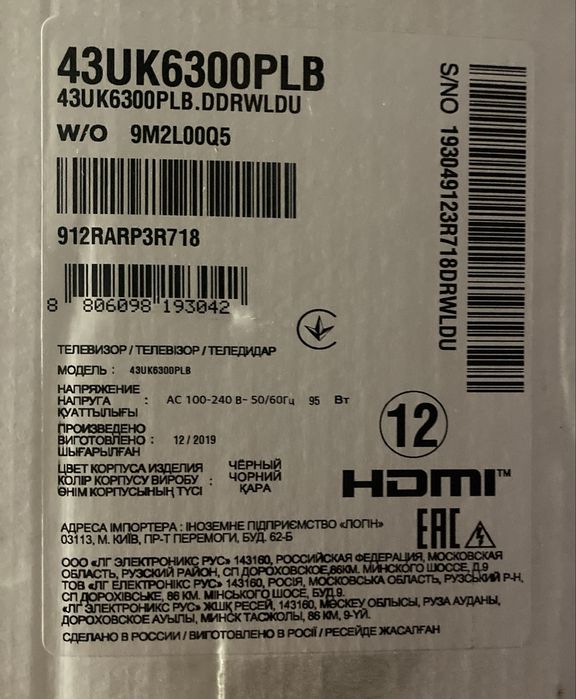 43UK6300PLB
43UK6300PLB.DDRWLDU
W/O 9M2L00Q5
912RARP3R718
8 806098 193042
S/NO 193049123R718DRWLDU
ТЕЛЕВИЗОР / ТЕЛЕВІЗОР / ТЕЛЕДИДАР
МОДЕЛЬ : 43UK6300PLB
НАПРЯЖЕНИЕ
НАПРУГА : AC 100-240 В~ 50/60Гц 95 Вт
ҚУАТТЫЛЫҒЫ
ПРОИЗВЕДЕНО
ВИГОТОВЛЕНО : 12/2019
ШЫҒАРЫЛҒАН
12
ЦВЕТ КОРПУСА ИЗДЕЛИЯ ЧЁРНЫЙ
КОЛІР КОРПУСУ ВИРОБУ : ЧОРНИЙ
ӨНІМ КОРПУСЫНЫҢ ТҮСІ ҚАРА
HDMI™
EAC
АДРЕСА ІМПОРТЕРА : ІНОЗЕМНЕ ПІДПРИЄМСТВО «ЛОГІН»
03113, М. КИЇВ, ПР-Т ПЕРЕМОГИ, БУД. 62-Б
ООО «ЛГ ЭЛЕКТРОНИКС РУС» 143160, РОССИЙСКАЯ ФЕДЕРАЦИЯ, МОСКОВСКАЯ
ОБЛАСТЬ, РУЗСКИЙ РАЙОН, СП ДОРОХОВСКОЕ,86КМ. МИНСКОГО ШОССЕ, Д.9
ТОВ «ЛГ ЕЛЕКТРОНІКС РУС» 143160, РОСІЯ, МОСКОВСЬКА ОБЛАСТЬ, РУЗСЬКИЙ Р-Н,
СП ДОРОХІВСЬКЕ, 86 КМ. МІНСЬКОГО ШОСЕ, БУД.9.
«ЛГ ЭЛЕКТРОНИКС РУС» ЖШҚ РЕСЕЙ, 143160, МӘСКЕУ ОБЛЫСЫ, РУЗА АУДАНЫ,
ДОРОХОВСКОЕ АУЫЛЫ, МИНСК ТАСЖОЛЫ, 86 КМ, 9-ҮЙ.
СДЕЛАНО В РОССИИ / ВИГОТОВЛЕНО В РОСІЇ / РЕСЕЙДЕ ЖАСАЛҒАН